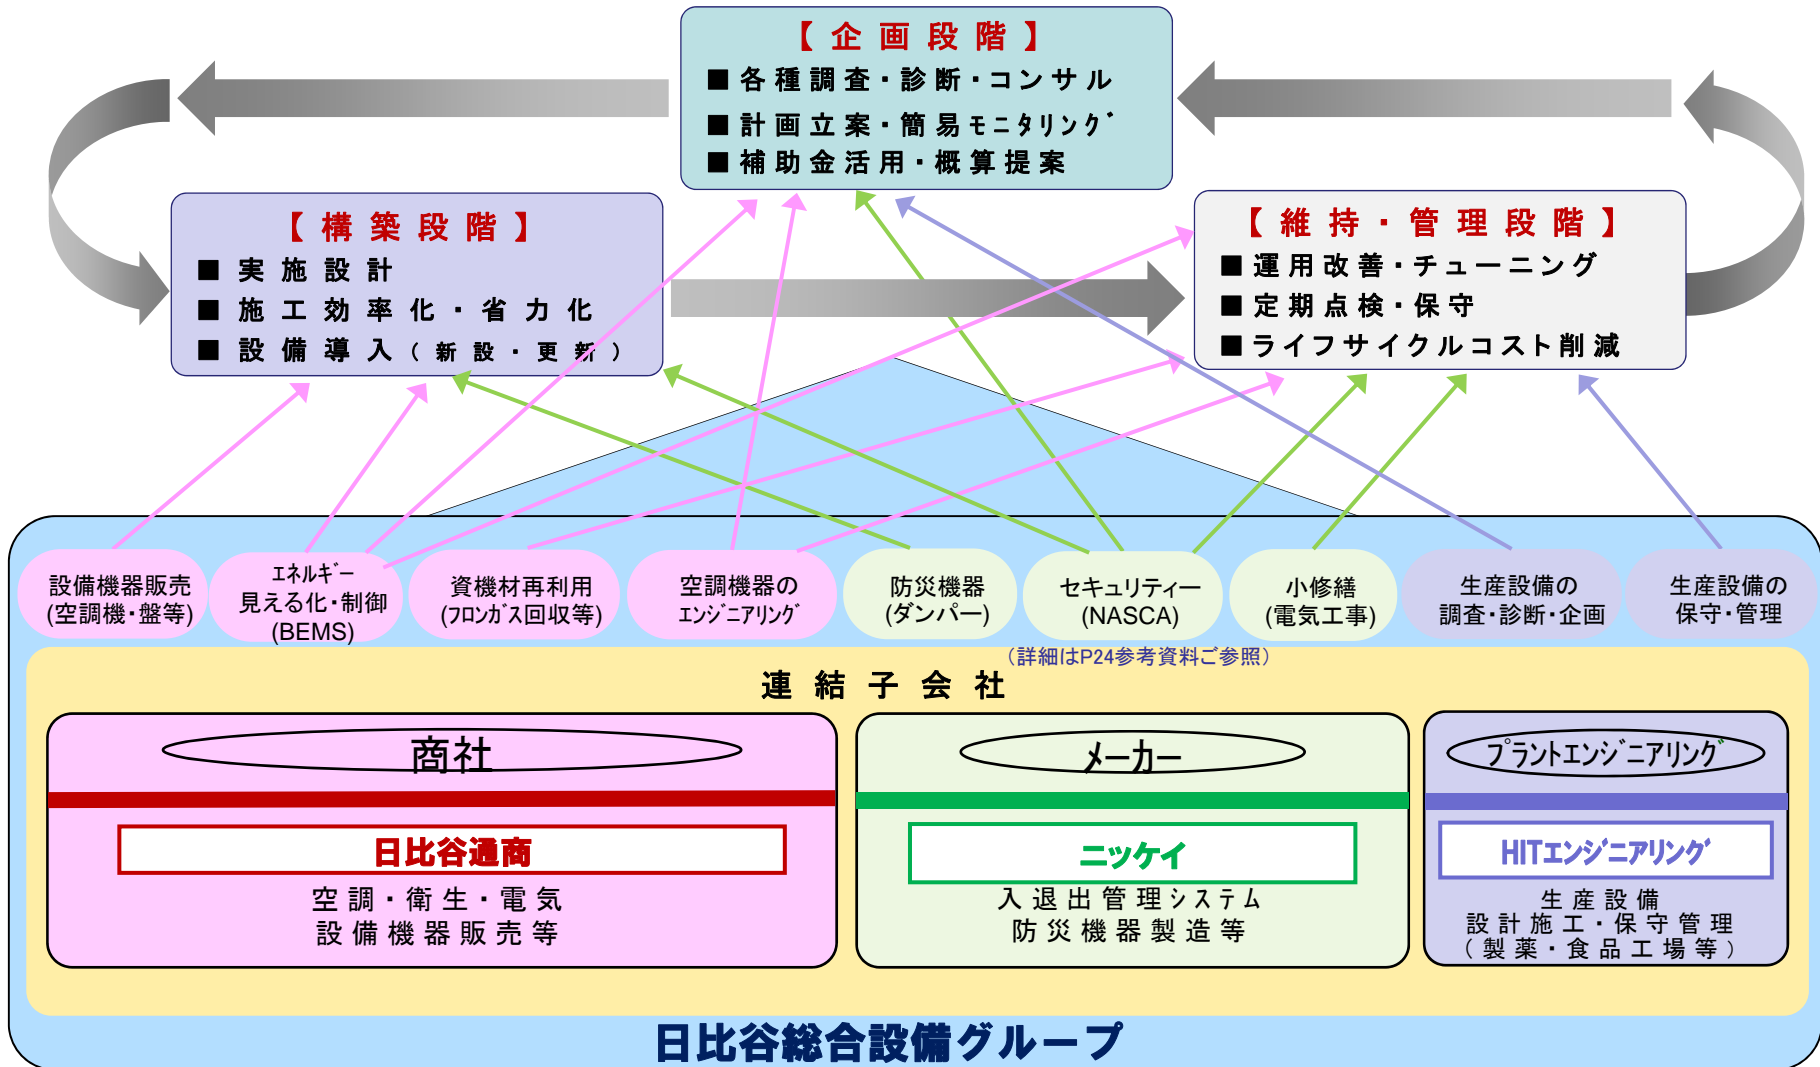 【企画段階】
■各種調査・診断・コンサル
■計画立案・簡易ﾓﾆﾀﾘﾝｸﾞ
■補助金活用・概算提案
【構築段階】
■実施設計
■施工効率化・省力化
■設備導入(新設・更新)
【維持・管理段階】
■運用改善・チューニング
■定期点検・保守
■ライフサイクルコスト削減
設備機器販売
(空調機・盤等)
ｴﾈﾙｷﾞｰ
見える化・制御
(BEMS)
資機材再利用
(ﾌﾛﾝｶﾞｽ回収等)
空調機器の
ｴﾝｼﾞﾆｱﾘﾝｸﾞ
防災機器
(ダンパー)
セキュリティー
(NASCA)
小修繕
(電気工事)
生産設備の
調査・診断・企画
生産設備の
保守・管理
(詳細はP24参考資料ご参照)
連結子会社
商社
日比谷通商
空調・衛生・電気
設備機器販売等
メーカー
ニッケイ
入退出管理ｼｽﾃﾑ
防災機器製造等
ﾌﾟﾗﾝﾄｴﾝｼﾞﾆｱﾘﾝｸﾞ
HITｴﾝｼﾞﾆｱﾘﾝｸﾞ
生産設備
設計施工・保守管理
(製薬・食品工場等)
日比谷総合設備グループ